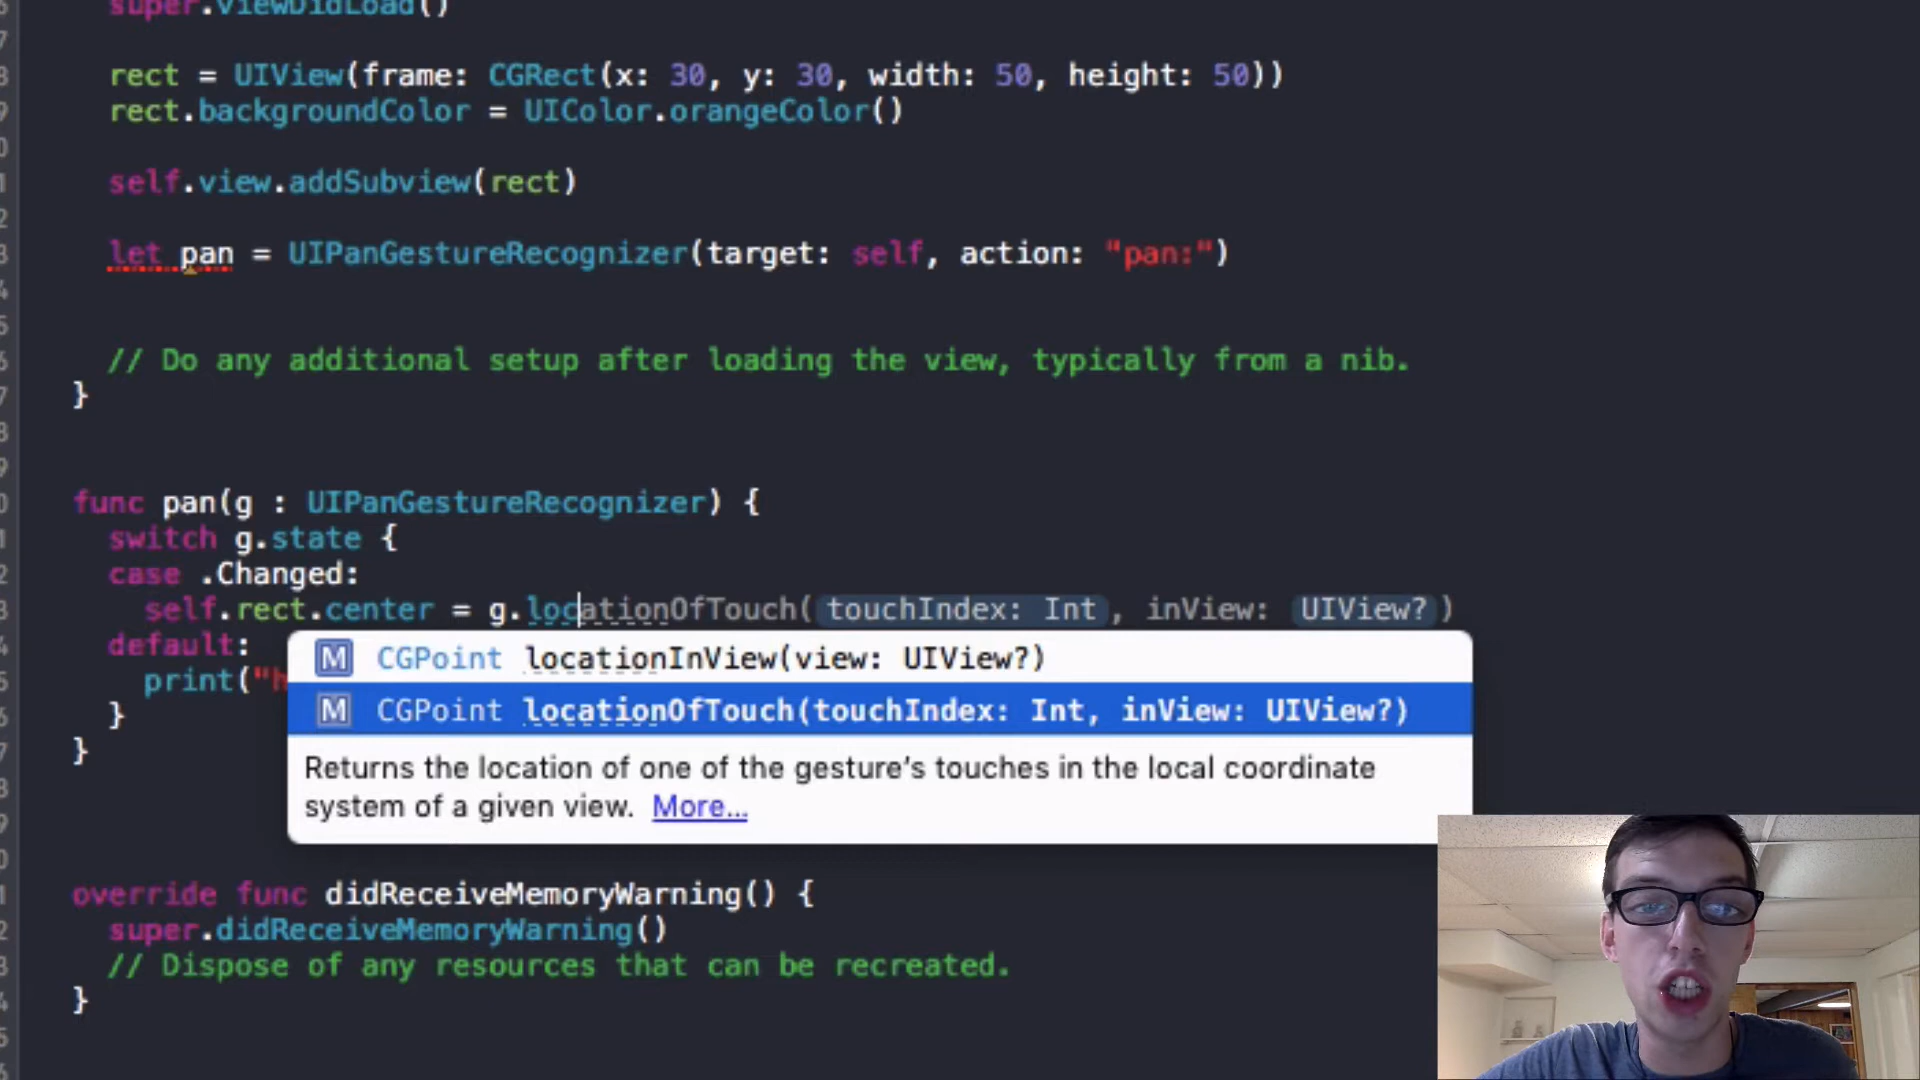 super.viewDidLoad()
rect = UIView(frame: CGRect(x: 30, y: 30, width: 50, height: 50))
rect.backgroundColor = UIColor.orangeColor()
self.view.addSubview(rect)
let pan = UIPanGestureRecognizer(target: self, action: "pan:")
// Do any additional setup after loading the view, typically from a nib.
}
func pan(g : UIPanGestureRecognizer) {
switch g.state {
case .Changed:
self.rect.center = g.locationOfTouch(touchIndex: Int, inView: UIView?)
default:
M CGPoint locationInView(view: UIView?)
print("h
M CGPoint locationOfTouch(touchIndex: Int, inView: UIView?)
}
}
Returns the location of one of the gesture's touches in the local coordinate
system of a given view. More...
override func didReceiveMemoryWarning() {
super.didReceiveMemoryWarning()
// Dispose of any resources that can be recreated.
}